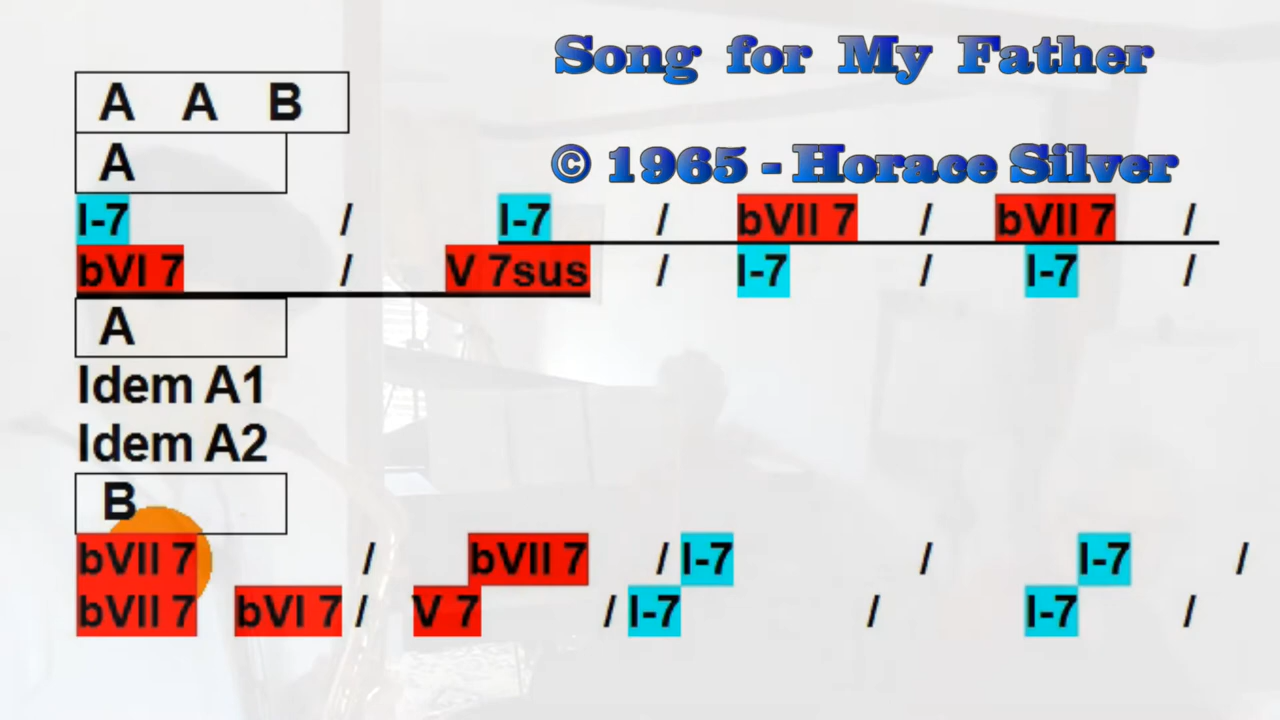 Song for My Father
© 1965 - Horace Silver
A A B
A
I-7 / I-7 / bVII 7 / bVII 7 /
bVI 7 / V 7sus / I-7 / I-7 /
A
Idem A1
Idem A2
B
bVII 7 / bVII 7 / I-7 / I-7 /
bVII 7 bVI 7 / V 7 / I-7 / I-7 /